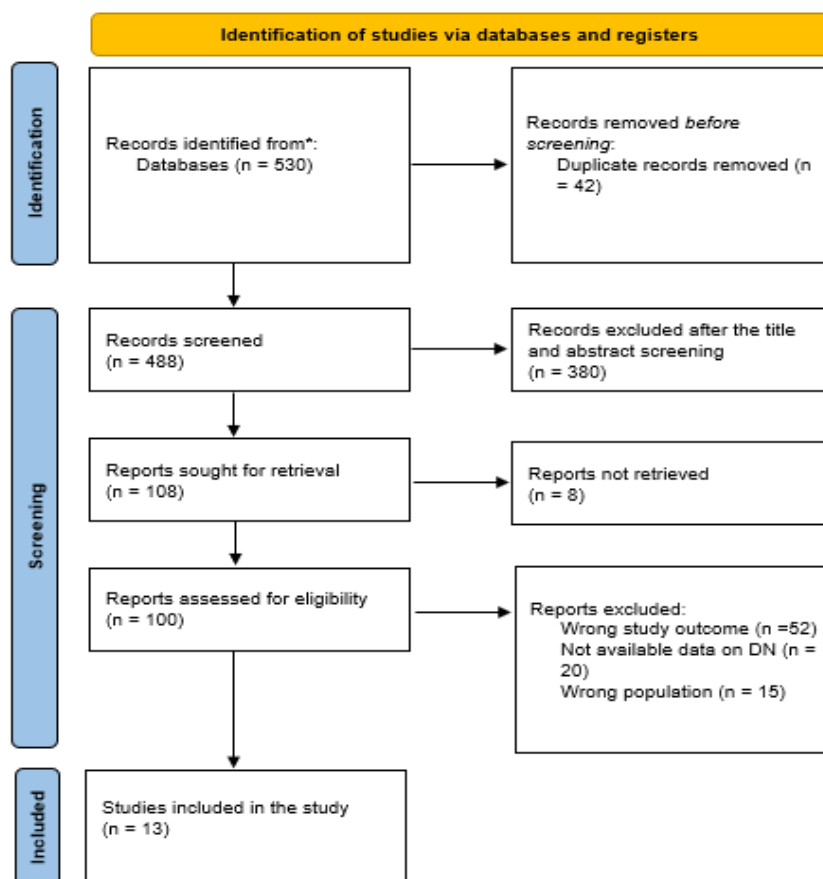 Identification of studies via databases and registers
Identification
Records identified from*:
Databases (n = 530)
Records removed before
screening:
Duplicate records removed (n
= 42)
Screening
Records screened
(n = 488)
Records excluded after the title
and abstract screening
(n = 380)
Reports sought for retrieval
(n = 108)
Reports not retrieved
(n = 8)
Reports assessed for eligibility
(n = 100)
Reports excluded:
Wrong study outcome (n =52)
Not available data on DN (n =
20)
Wrong population (n = 15)
Included
Studies included in the study
(n = 13)